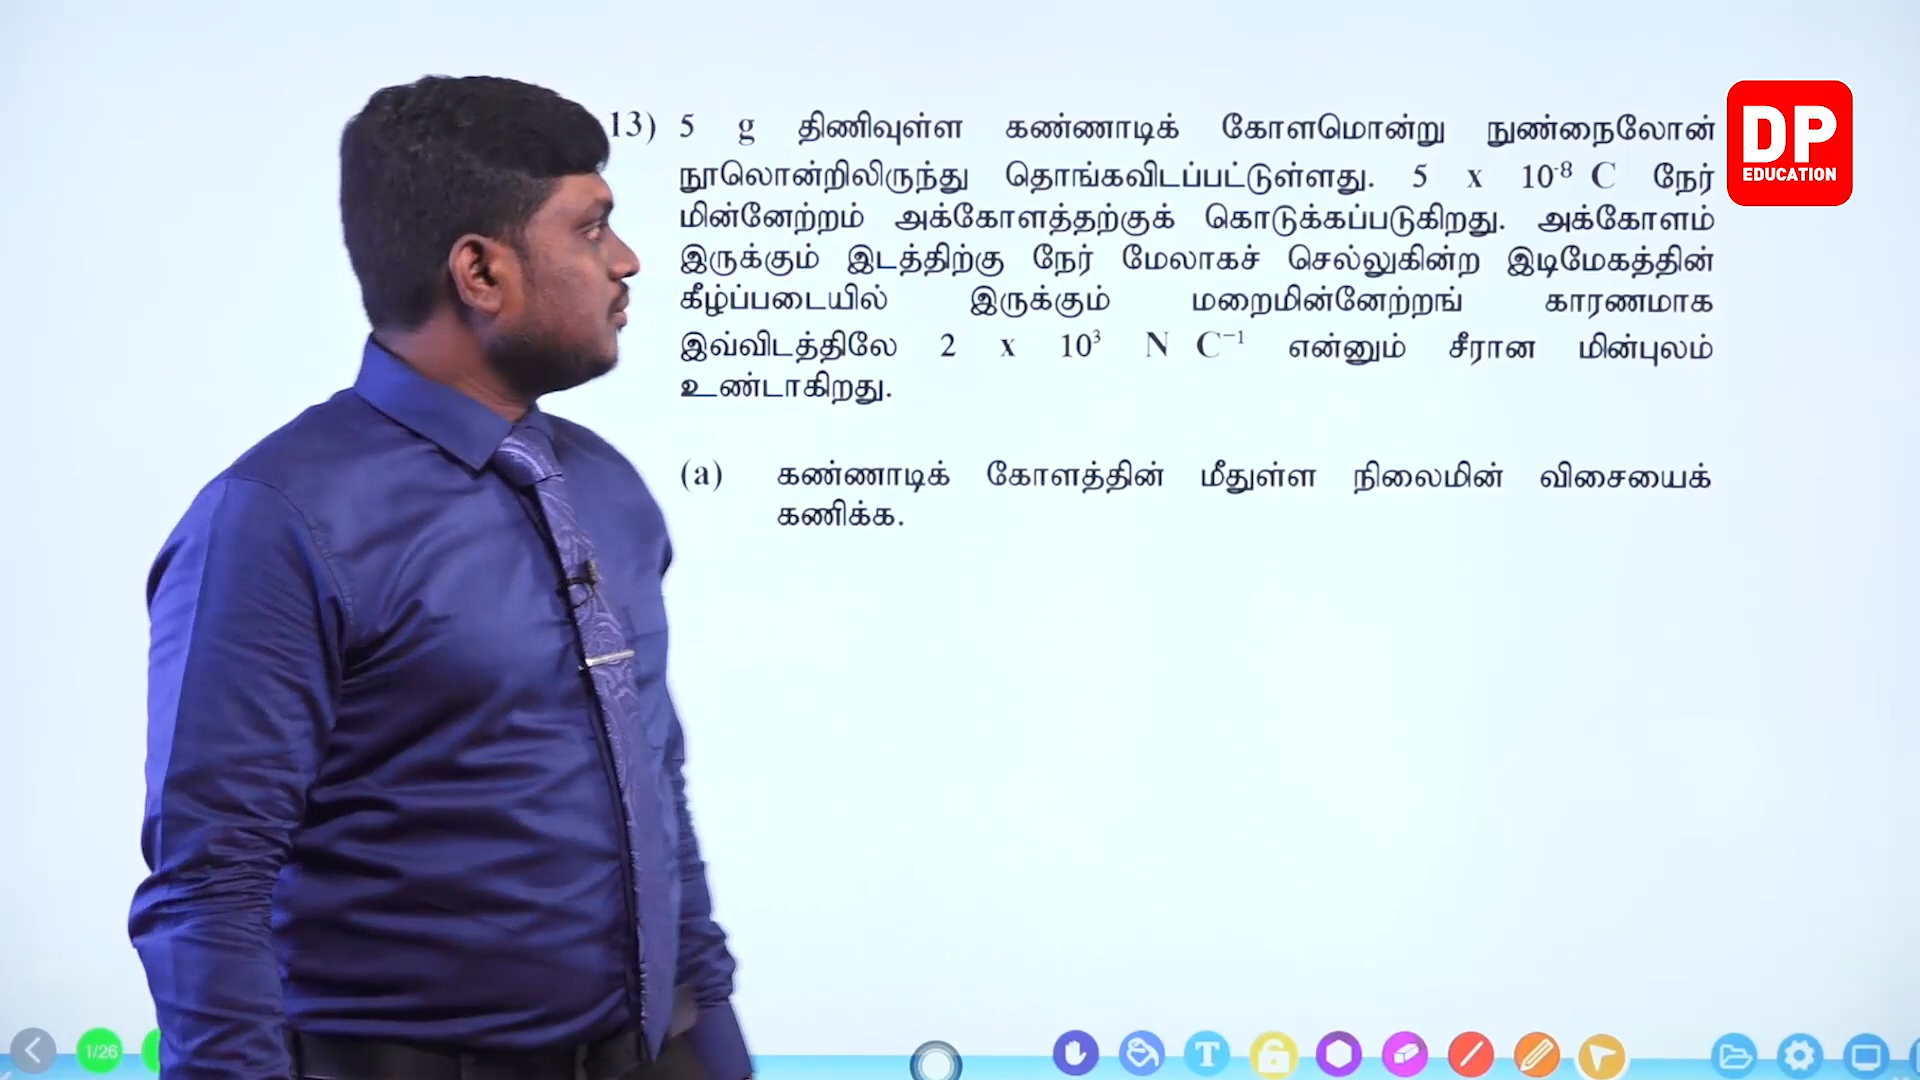 13) 5 g திணிவுள்ள கண்ணாடிக் கோளமொன்று நுண்நைலோன்
நூலொன்றிலிருந்து தொங்கவிடப்பட்டுள்ளது. 5 x 10⁻⁸ C நேர்
மின்னேற்றம் அக்கோளத்தற்குக் கொடுக்கப்படுகிறது. அக்கோளம்
இருக்கும் இடத்திற்கு நேர் மேலாகச் செல்லுகின்ற இடிமேகத்தின்
கீழ்ப்படையில் இருக்கும் மறைமின்னேற்றங் காரணமாக
இவ்விடத்திலே 2 x 10³ N C⁻¹ என்னும் சீரான மின்புலம்
உண்டாகிறது.
(a) கண்ணாடிக் கோளத்தின் மீதுள்ள நிலைமின் விசையைக்
கணிக்க.
DP
EDUCATION
1/26
T